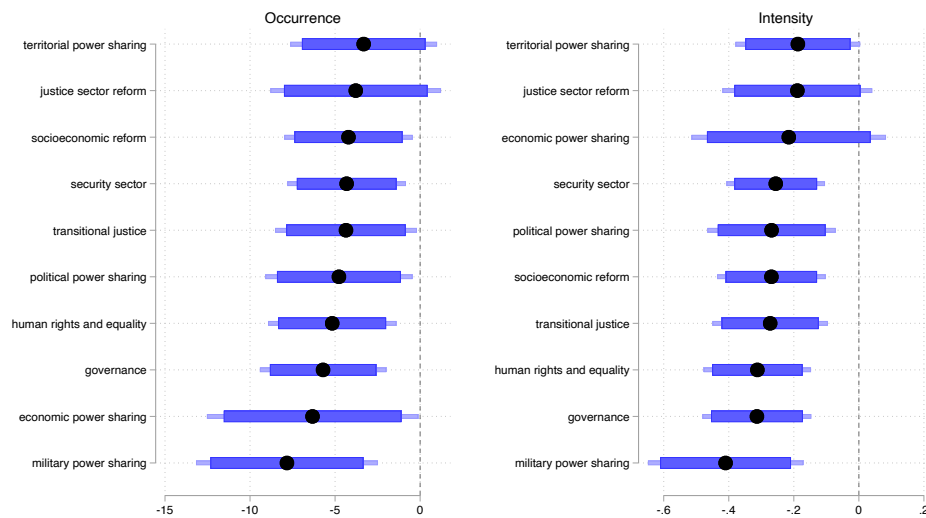 Occurrence
territorial power sharing
justice sector reform
socioeconomic reform
security sector
transitional justice
political power sharing
human rights and equality
governance
economic power sharing
military power sharing
-15 -10 -5 0
Intensity
territorial power sharing
justice sector reform
economic power sharing
security sector
political power sharing
socioeconomic reform
transitional justice
human rights and equality
governance
military power sharing
-.6 -.4 -.2 0 .2